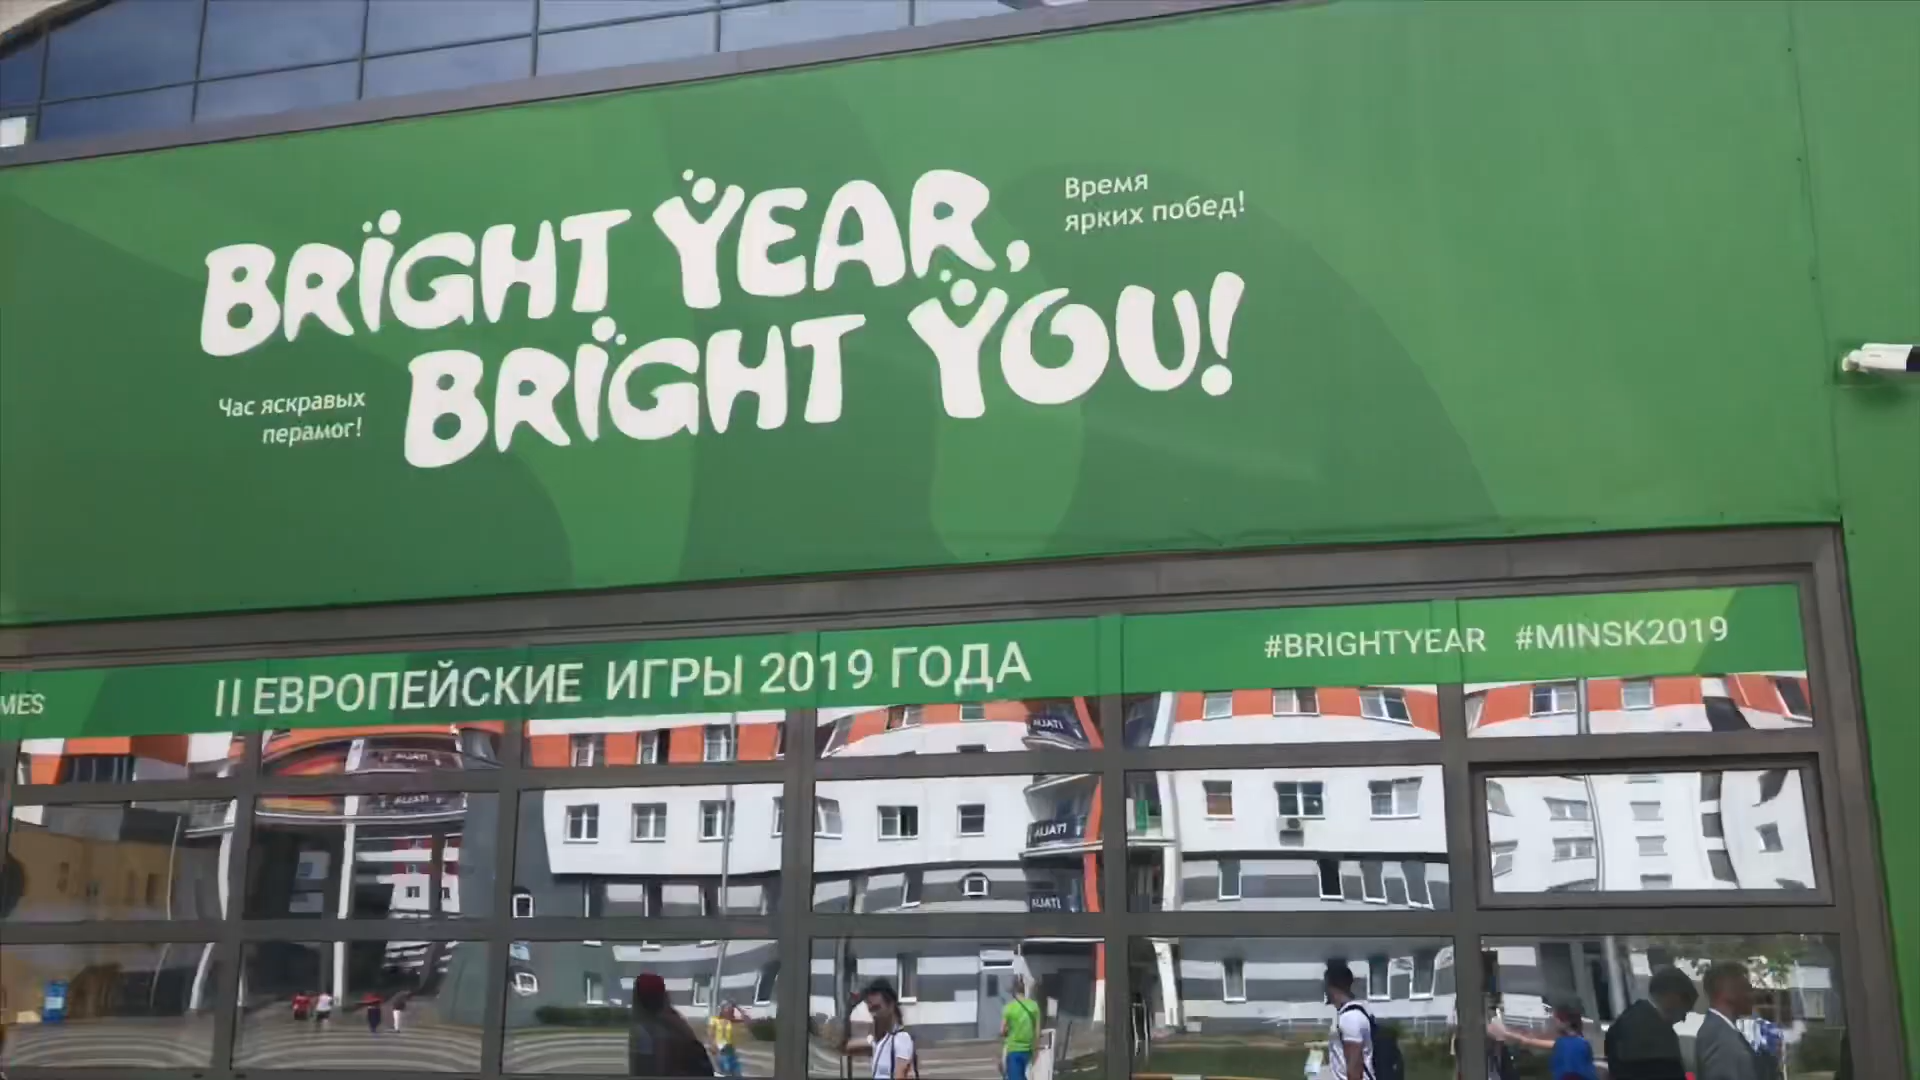 Время
ярких побед!
BRIGHT YEAR,
BRIGHT YOU!
Час яскравых
перамог!
MES
II ЕВРОПЕЙСКИЕ ИГРЫ 2019 ГОДА
#BRIGHTYEAR #MINSK2019